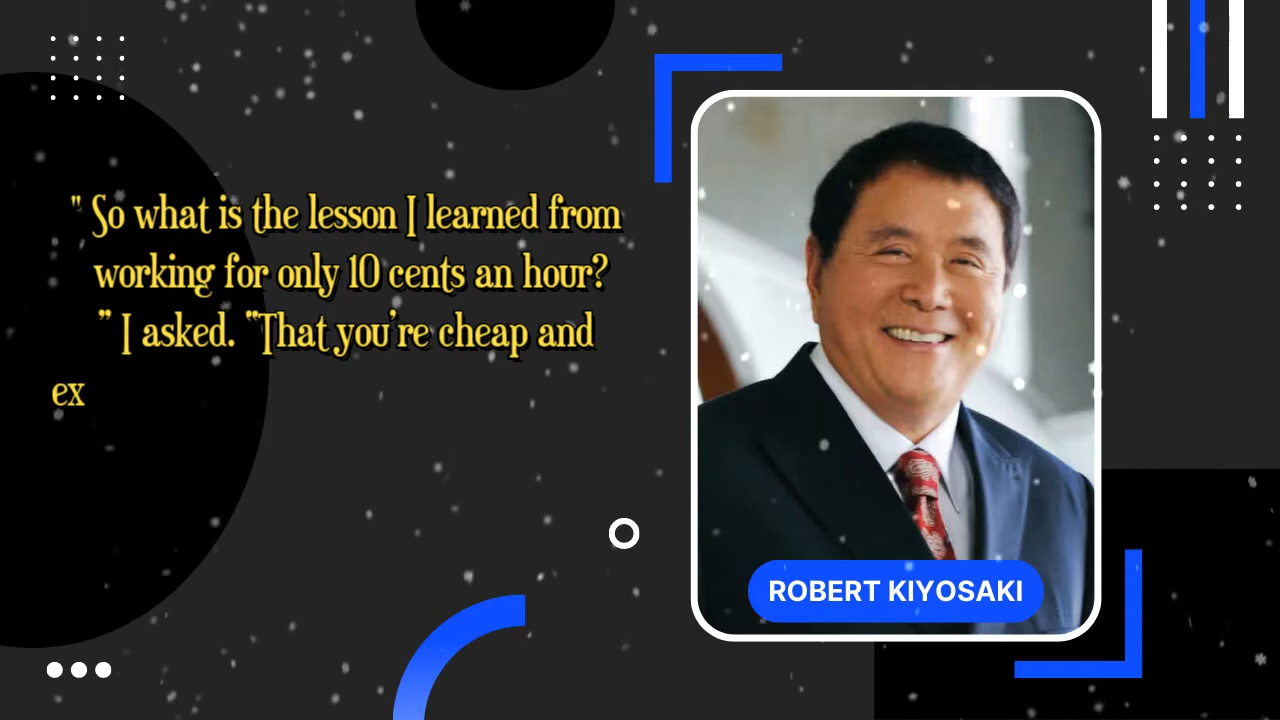 " So what is the lesson I learned from
working for only 10 cents an hour?
” I asked. “That you’re cheap and
ex
ROBERT KIYOSAKI